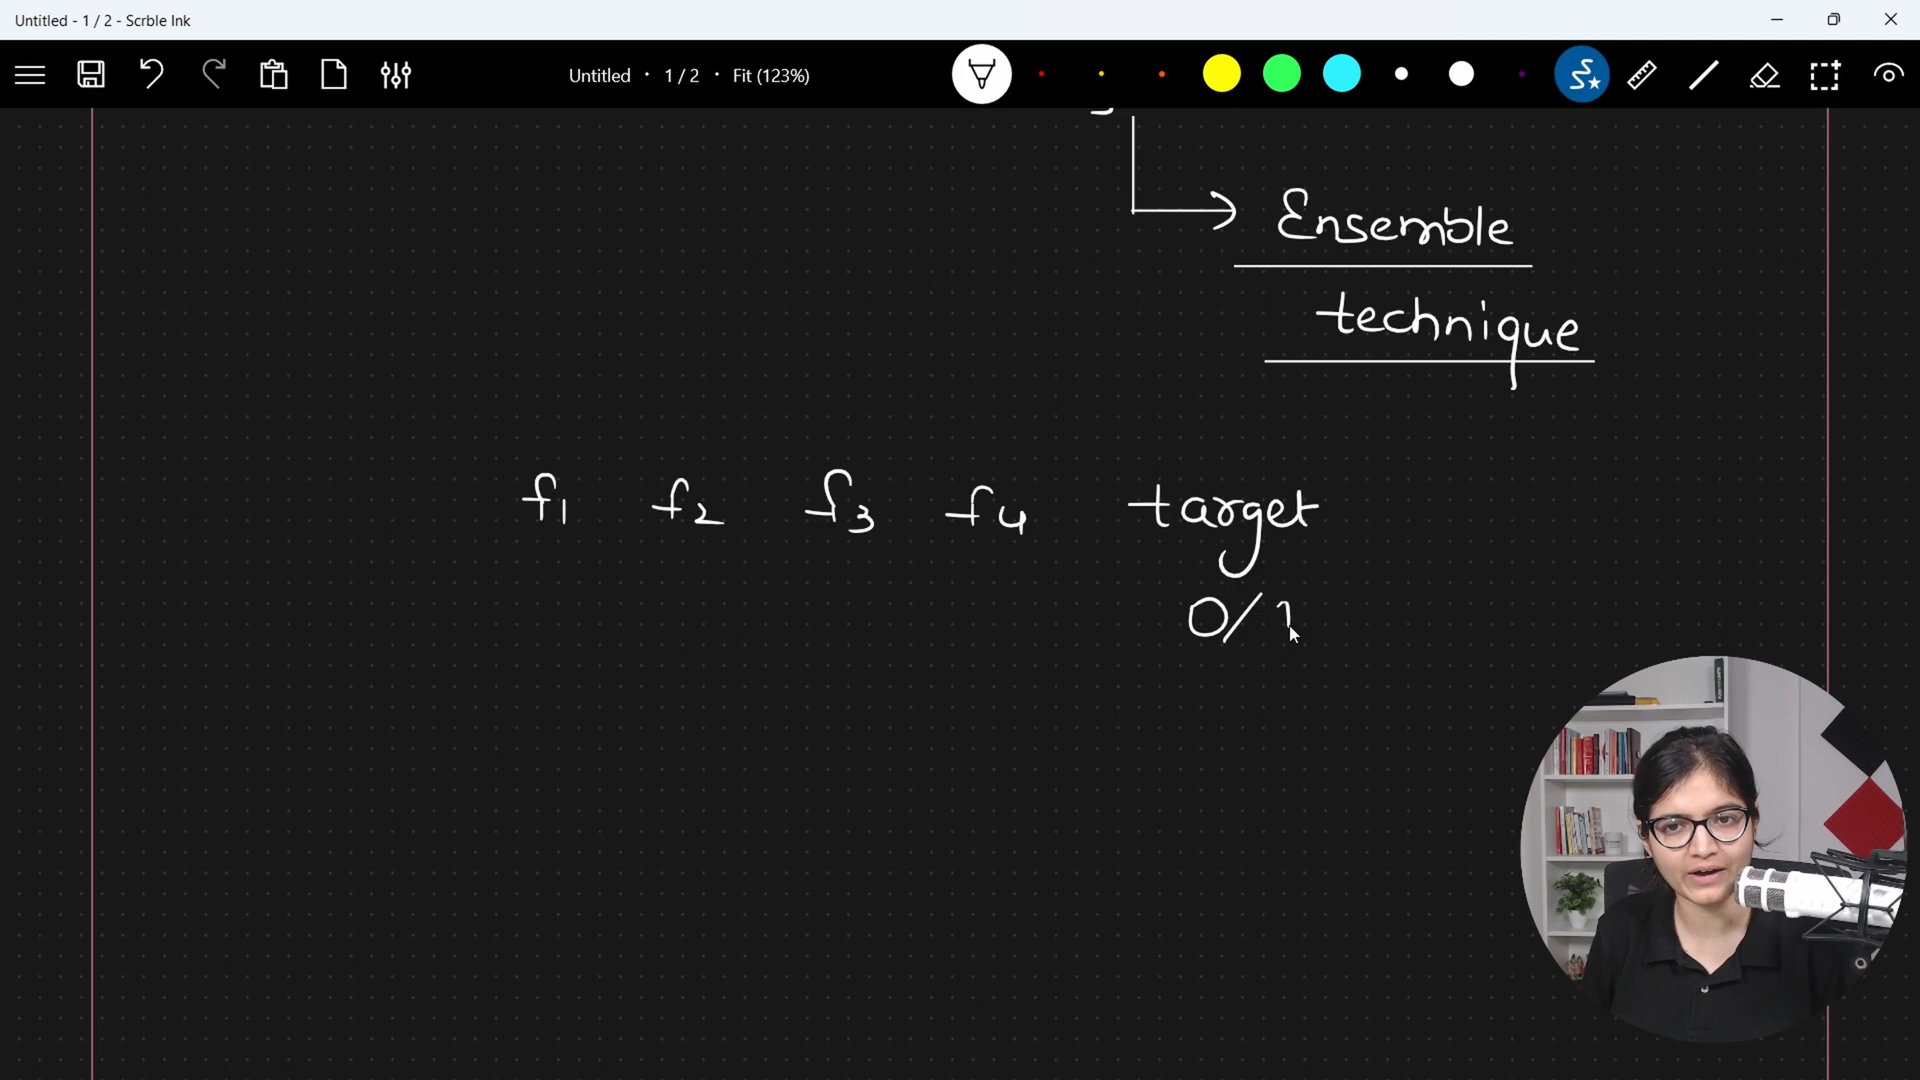 Untitled - 1 / 2 - Scrble Ink
Untitled • 1 / 2 • Fit (123%)
Ensemble
technique
f1 f2 f3 f4 target
0/1